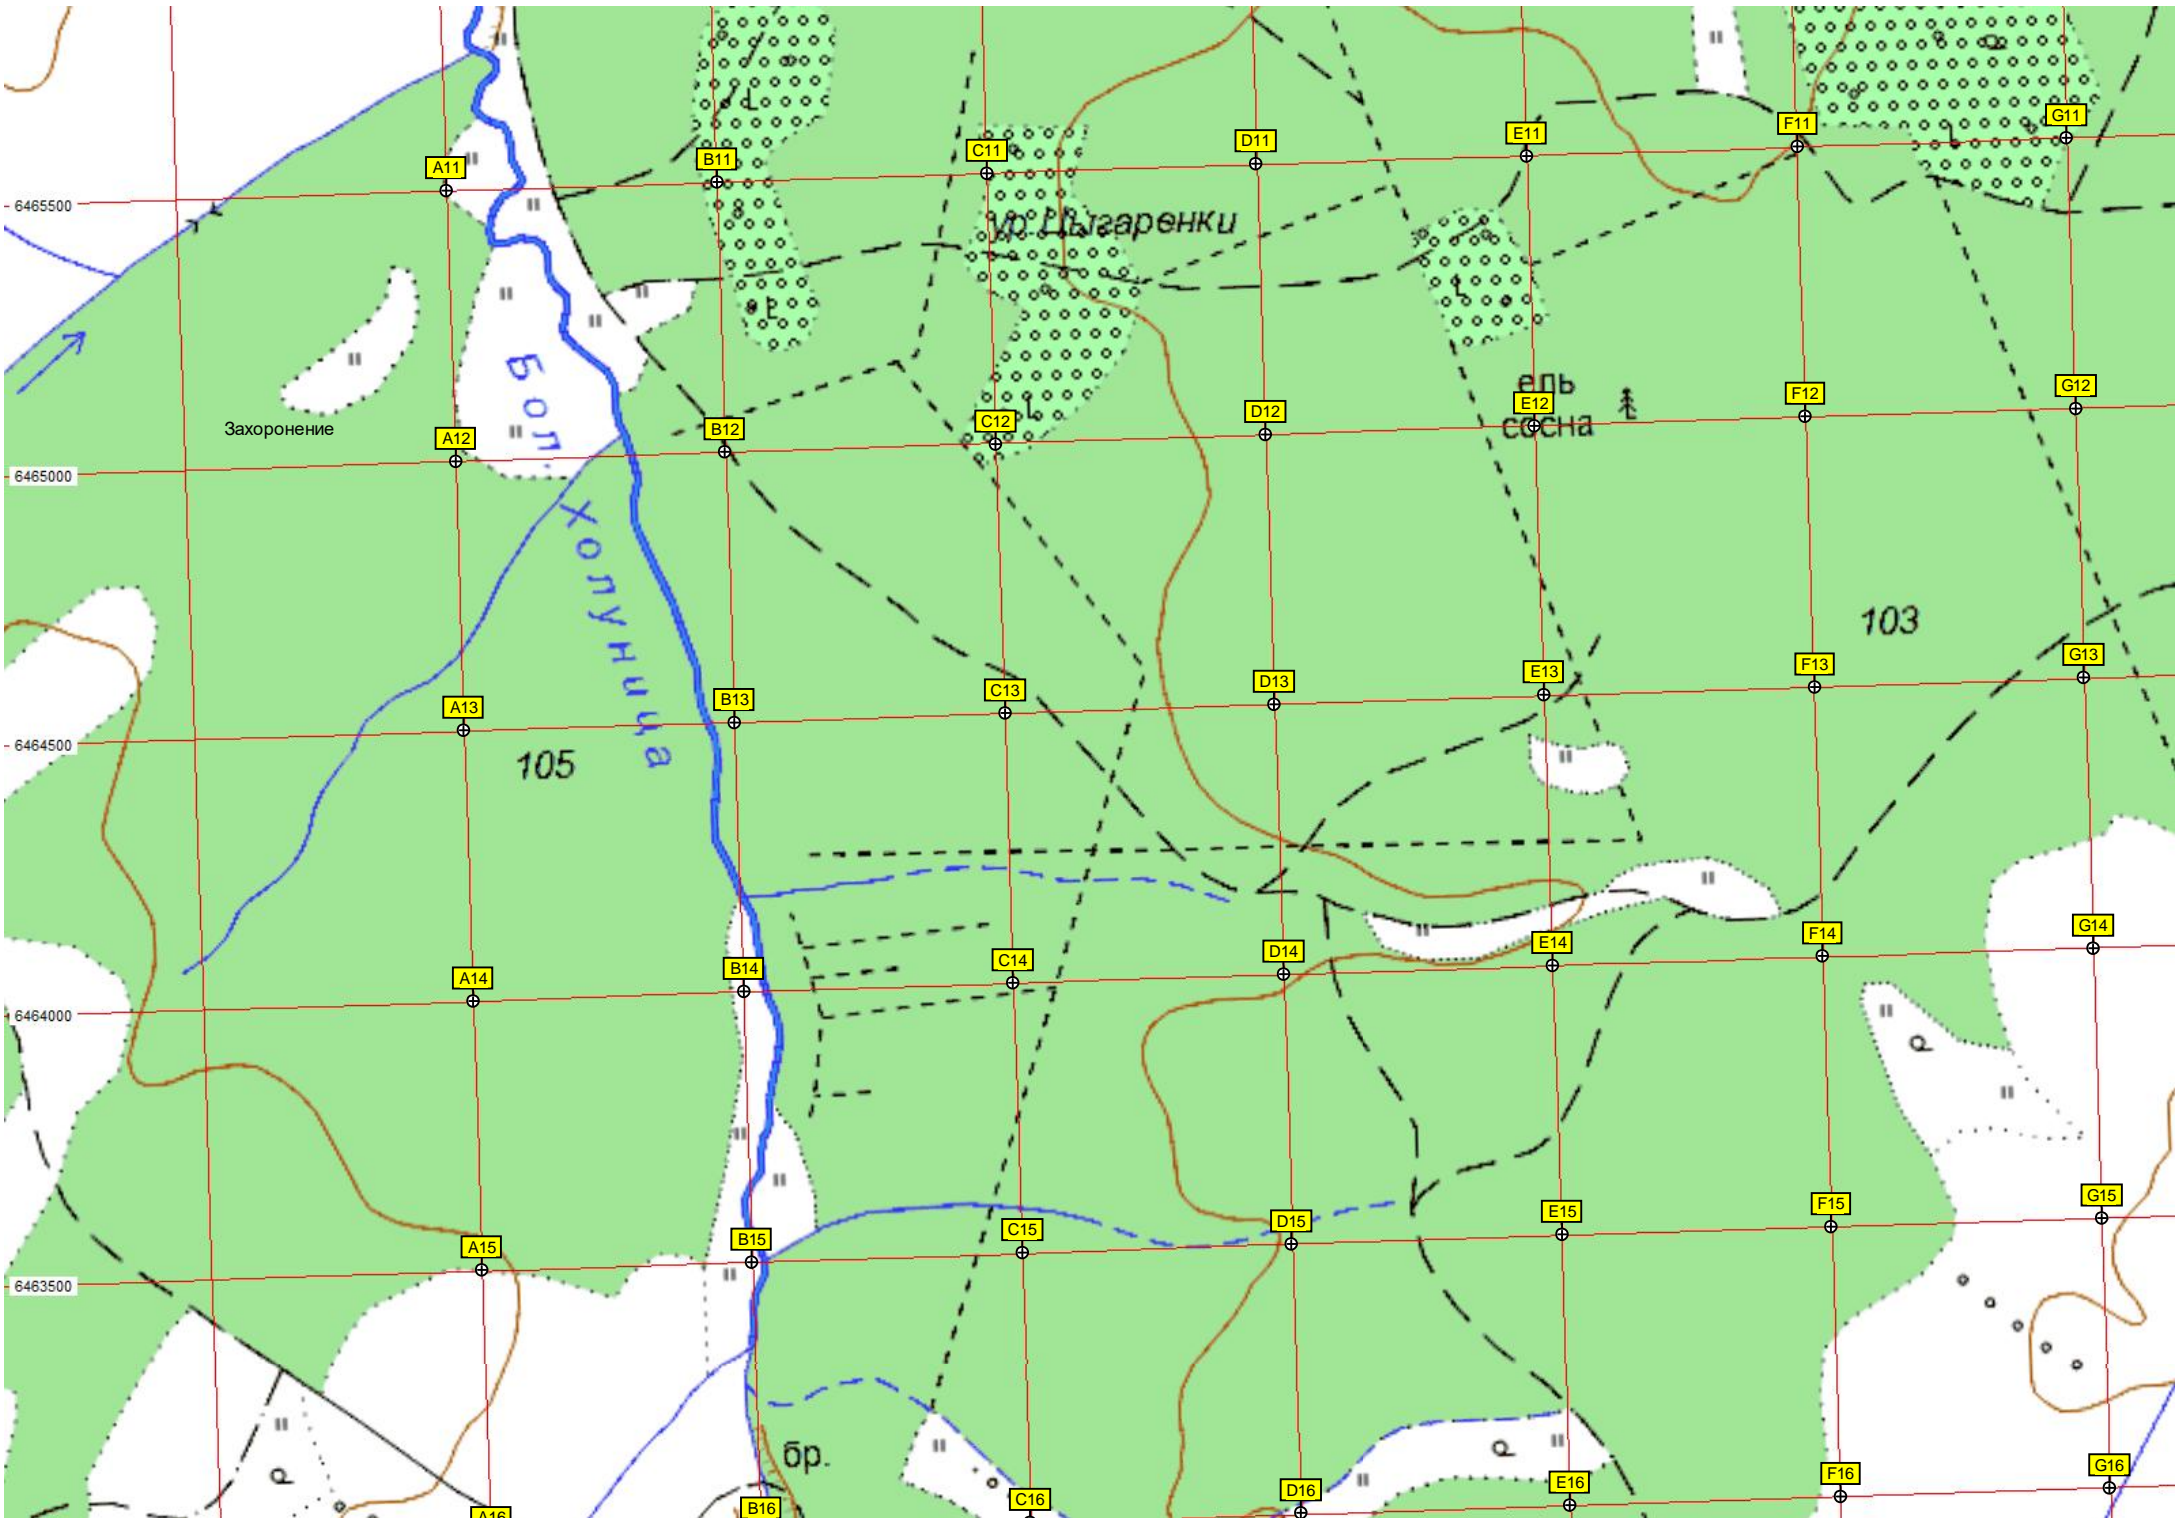 A11
B11
C11
D11
E11
F11
G11
6465500
ур. Цыгаренки
ель
сосна
Захоронение
A12
B12
C12
D12
E12
F12
G12
6465000
Бол. Холуница
103
A13
B13
C13
D13
E13
F13
G13
6464500
105
A14
B14
C14
D14
E14
F14
G14
6464000
A15
B15
C15
D15
E15
F15
G15
6463500
бр.
A16
B16
C16
D16
E16
F16
G16